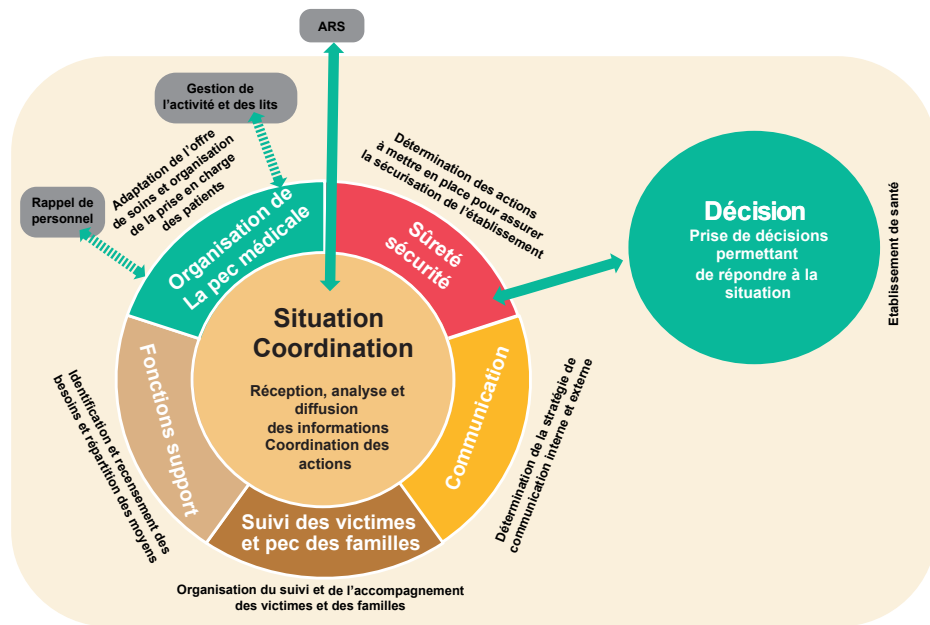 ARS
Gestion de
l'activité et des lits
Rappel de
personnel
Adaptation de l'offre
de soins et organisation
de la prise en charge
des patients
Détermination des actions
à mettre en place pour assurer
la sécurisation de l'établissement
Organisation de
La pec médicale
Sûreté
sécurité
Décision
Prise de décisions
permettant
de répondre à la
situation
Etablissement de santé
Situation
Coordination
Réception, analyse et
diffusion
des informations
Coordination des
actions
Fonctions support
Identification et recensement des
besoins et répartition des moyens
Communication
Détermination de la stratégie de
communication interne et externe
Suivi des victimes
et pec des familles
Organisation du suivi et de l'accompagnement
des victimes et des familles